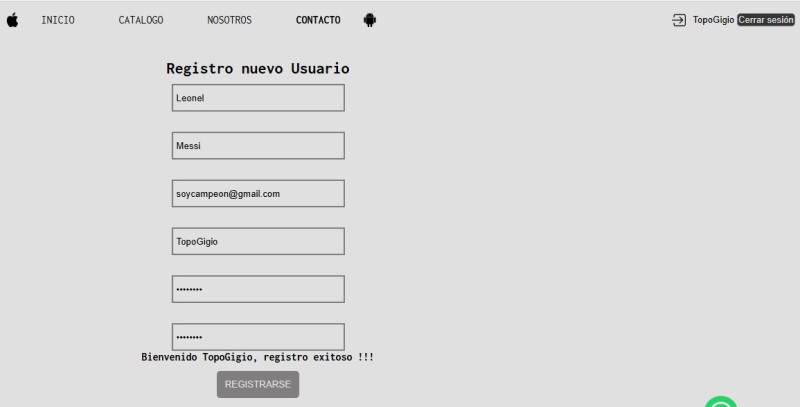 INICIO CATALOGO NOSOTROS CONTACTO TopoGigio Cerrar sesión
Registro nuevo Usuario
Leonel
Messi
soycampeon@gmail.com
TopoGigio
••••••••
••••••••
Bienvenido TopoGigio, registro exitoso !!!
REGISTRARSE